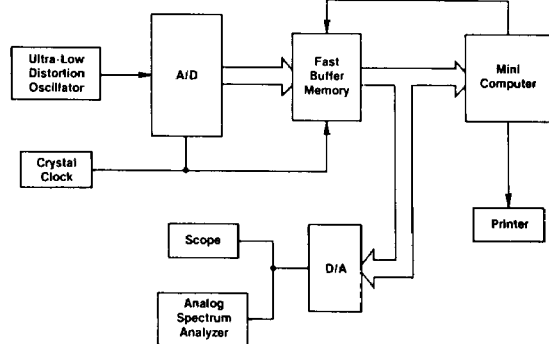 Ultra-Low
Distortion
Oscillator
A/D
Fast
Buffer
Memory
Mini
Computer
Crystal
Clock
Printer
Scope
D/A
Analog
Spectrum
Analyzer